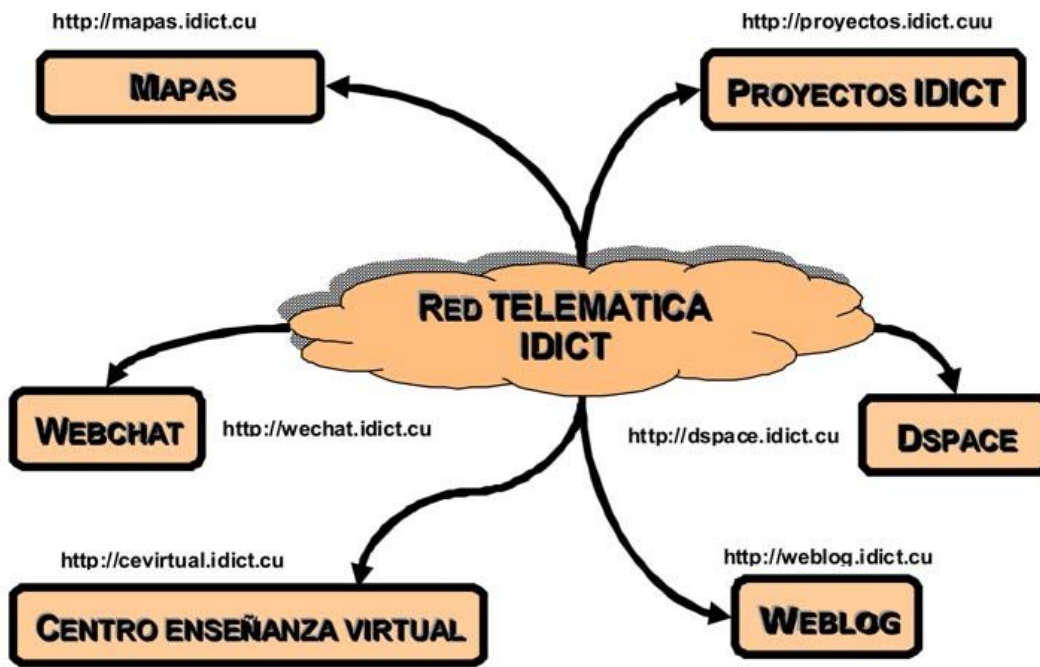 http://mapas.idict.cu
http://proyectos.idict.cuu
MAPAS
PROYECTOS IDICT
RED TELEMATICA
IDICT
WEBCHAT
http://wechat.idict.cu
http://dspace.idict.cu
DSPACE
http://cevirtual.idict.cu
http://weblog.idict.cu
CENTRO ENSEÑANZA VIRTUAL
WEBLOG